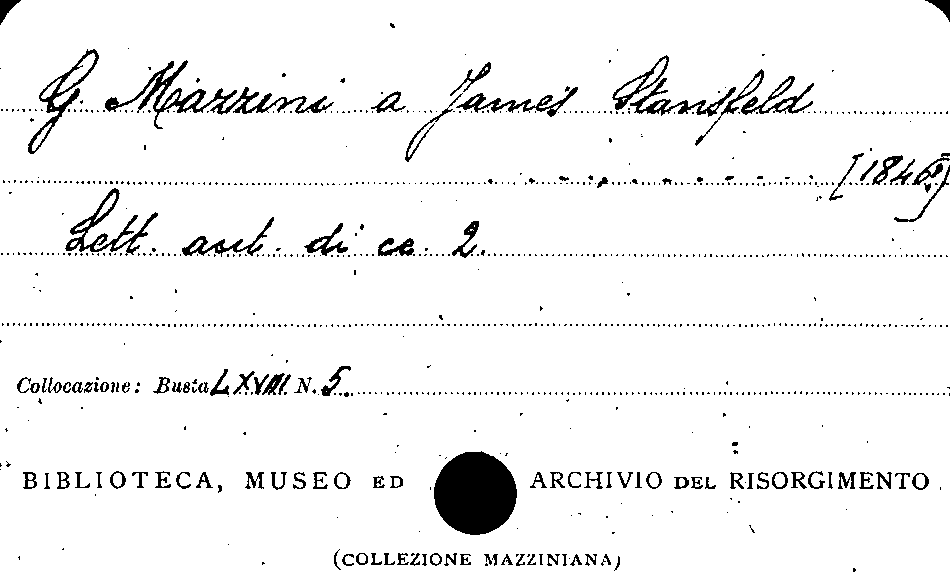 G. Mazzini a James Stansfeld
[1846?]
Lett. aut. di cc. 2.
Collocazione: Busta LXVIII N. 5.
BIBLIOTECA, MUSEO ED ARCHIVIO DEL RISORGIMENTO
(COLLEZIONE MAZZINIANA)